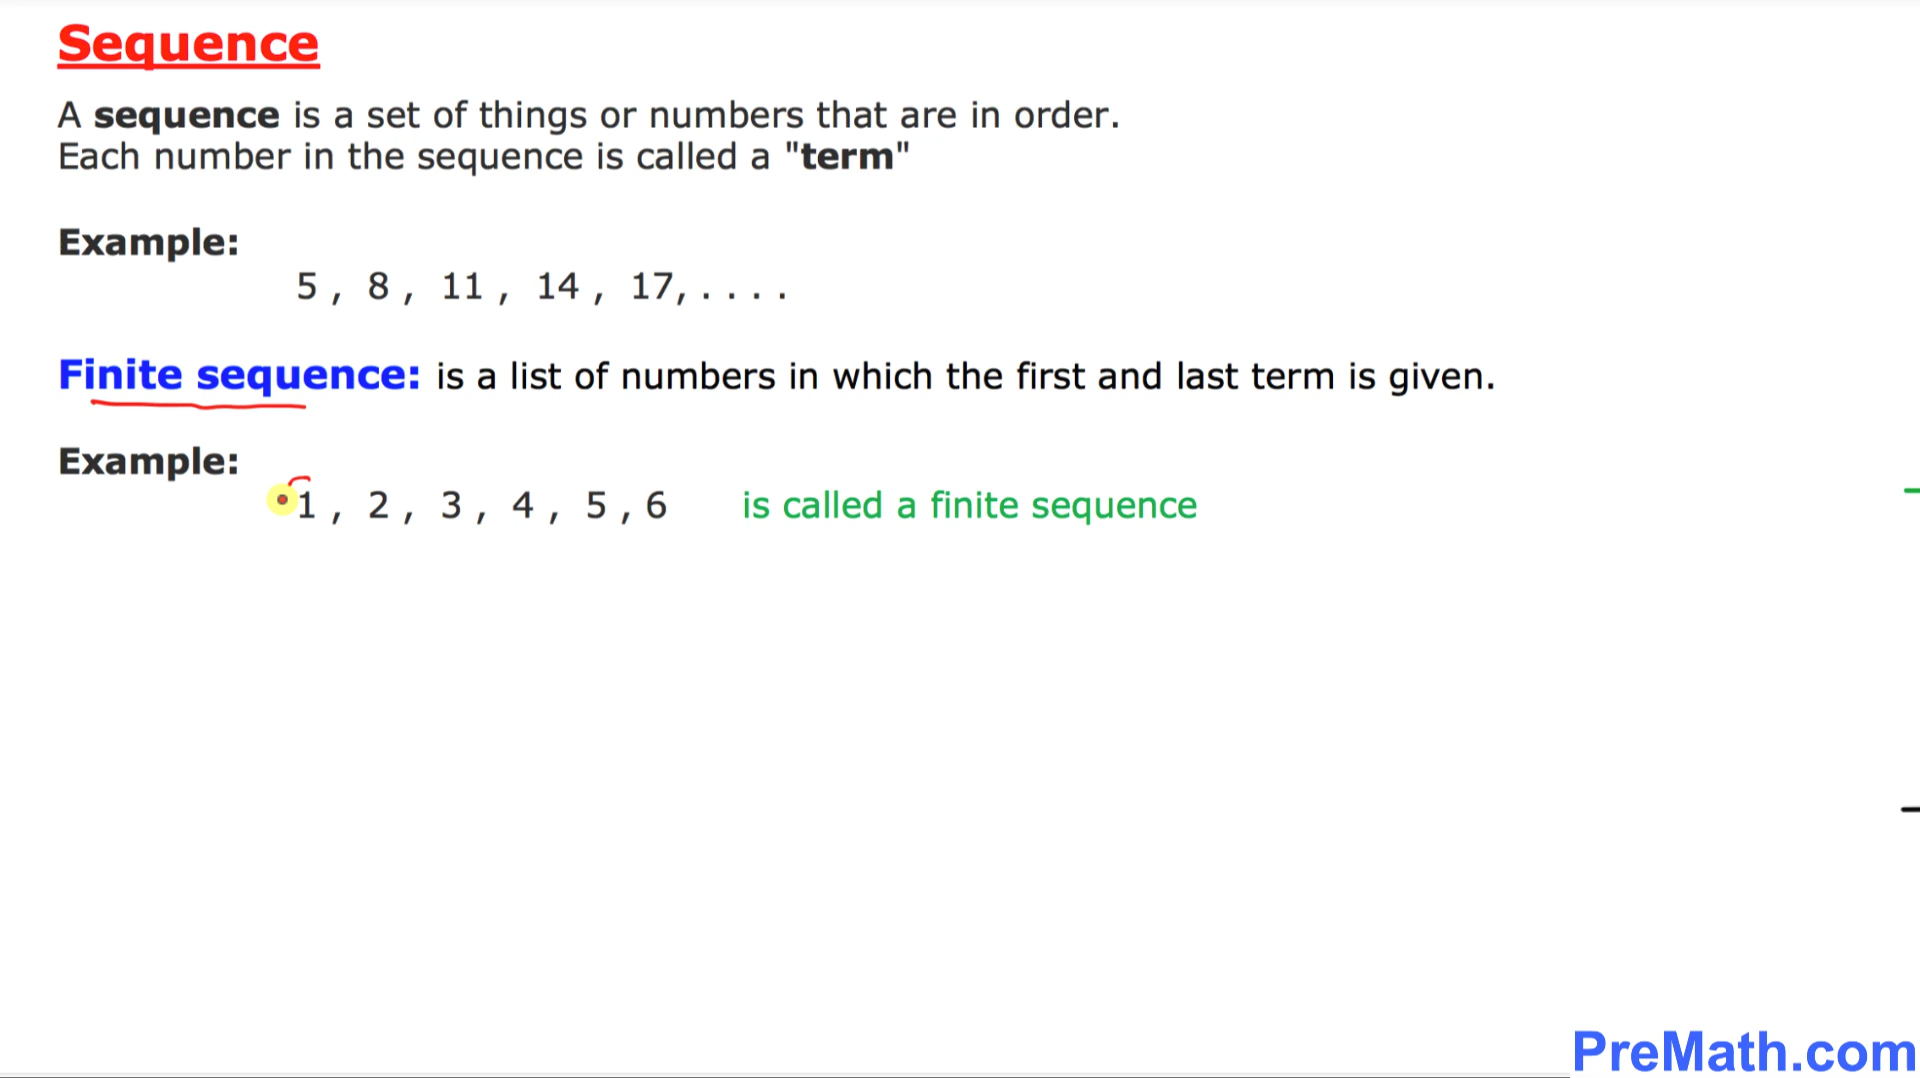 Sequence
A sequence is a set of things or numbers that are in order.
Each number in the sequence is called a "term"
Example:
5 , 8 , 11 , 14 , 17, . . . .
Finite sequence: is a list of numbers in which the first and last term is given.
Example:
1 , 2 , 3 , 4 , 5 , 6 is called a finite sequence
PreMath.com